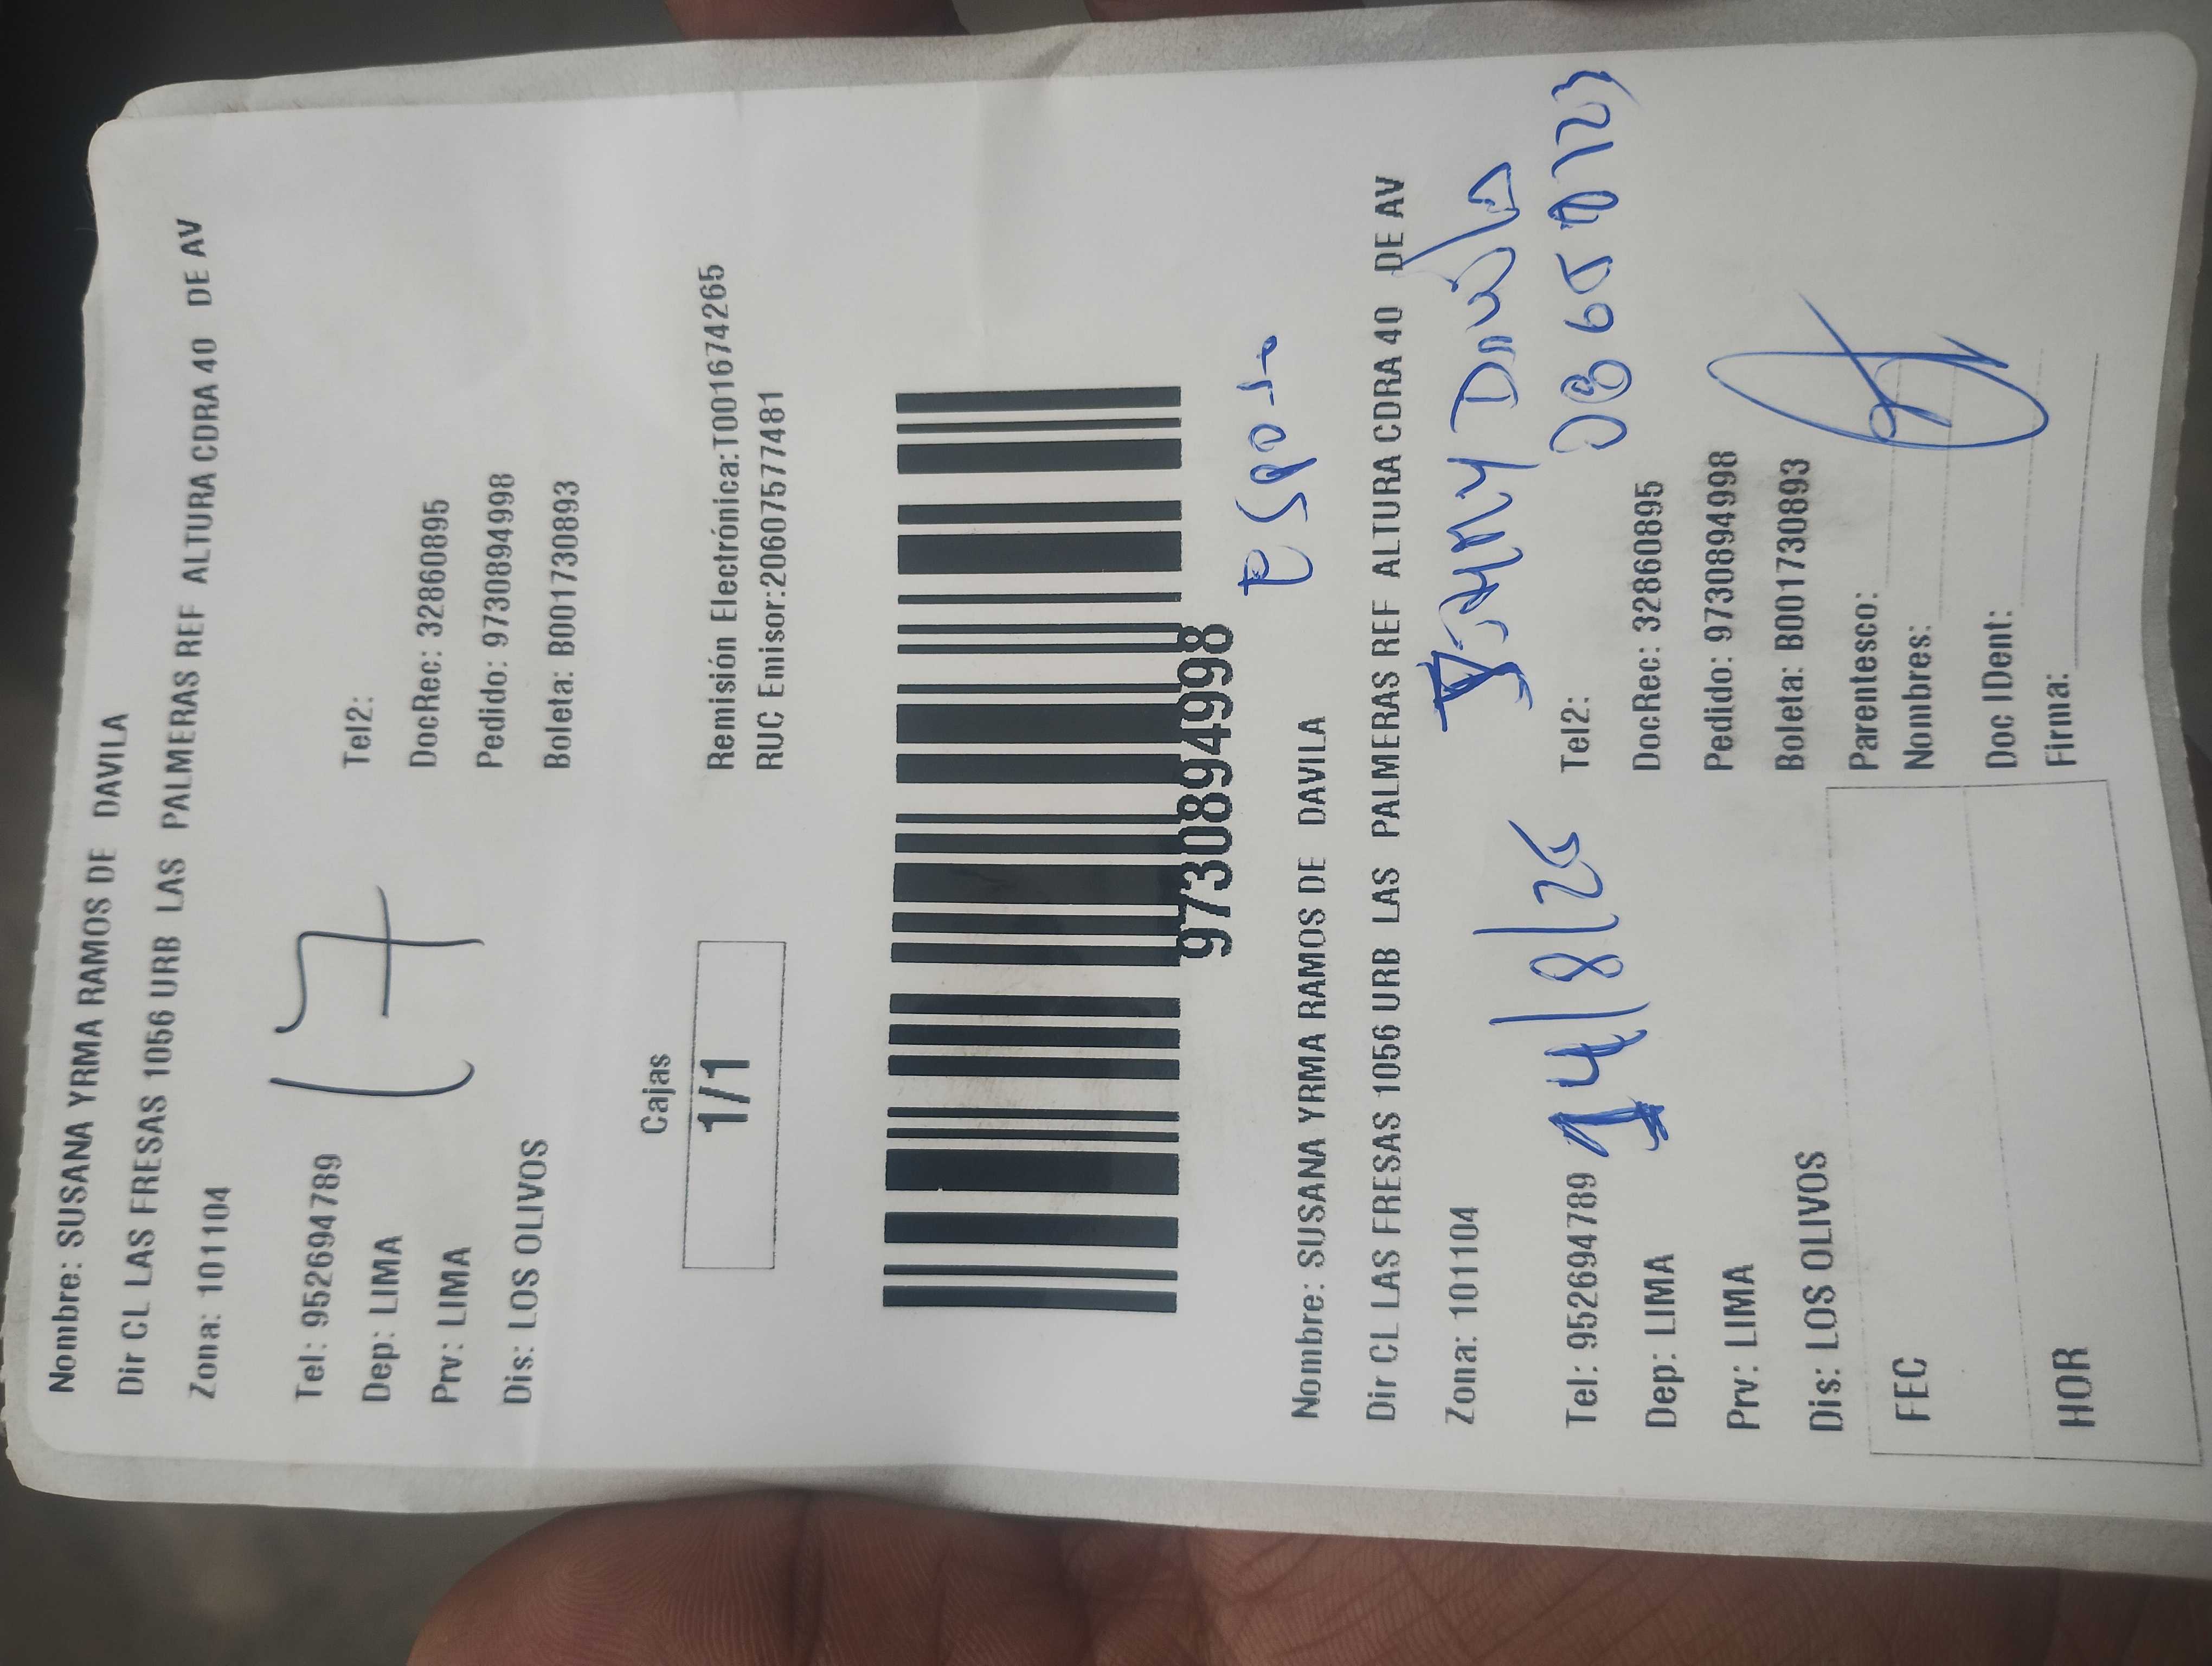 Nombre: SUSANA YRMA RAMOS DE DAVILA
Dir CL LAS FRESAS 1056 URB LAS PALMERAS REF ALTURA CDRA 40 DE AV
Zona: 101104
17
Tel: 952694789 Tel2:
Dep: LIMA DocRec: 32860895
Prv: LIMA Pedido: 9730894998
Dis: LOS OLIVOS Boleta: B001730893
Cajas
1/1
Remisión Electrónica:T001674265
RUC Emisor:20607577481
9730894998
Esposo
Nombre: SUSANA YRMA RAMOS DE DAVILA
Dir CL LAS FRESAS 1056 URB LAS PALMERAS REF ALTURA CDRA 40 DE AV
Zona: 101104
Davila
14/8/25
Tel: 952694789 Tel2:
Dep: LIMA DocRec: 32860895
Prv: LIMA Pedido: 9730894998
Dis: LOS OLIVOS Boleta: B001730893
FEC
HOR
Parentesco:
Nombres:
Doc IDent:
Firma: